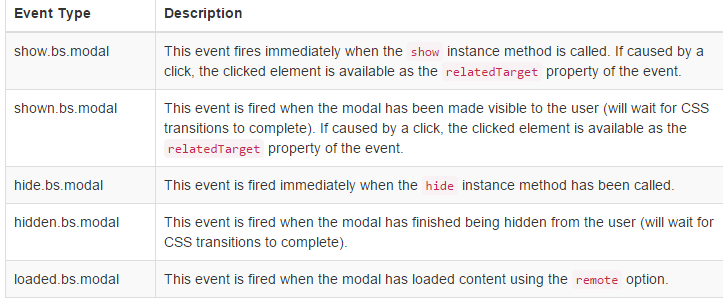 Event Type Description
show.bs.modal This event fires immediately when the show instance method is called. If caused by a
click, the clicked element is available as the relatedTarget property of the event.
shown.bs.modal This event is fired when the modal has been made visible to the user (will wait for CSS
transitions to complete). If caused by a click, the clicked element is available as the
relatedTarget property of the event.
hide.bs.modal This event is fired immediately when the hide instance method has been called.
hidden.bs.modal This event is fired when the modal has finished being hidden from the user (will wait for
CSS transitions to complete).
loaded.bs.modal This event is fired when the modal has loaded content using the remote option.